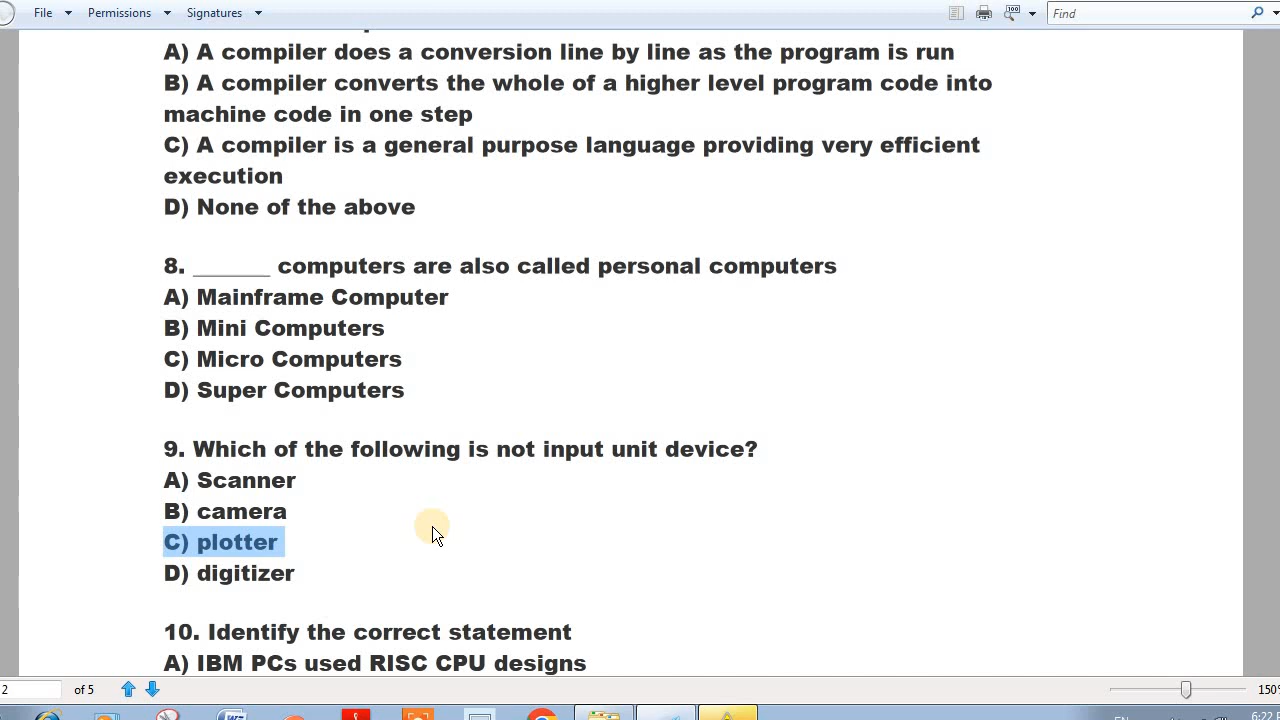 File Permissions Signatures Find
A) A compiler does a conversion line by line as the program is run
B) A compiler converts the whole of a higher level program code into
machine code in one step
C) A compiler is a general purpose language providing very efficient
execution
D) None of the above
8. _______ computers are also called personal computers
A) Mainframe Computer
B) Mini Computers
C) Micro Computers
D) Super Computers
9. Which of the following is not input unit device?
A) Scanner
B) camera
C) plotter
D) digitizer
10. Identify the correct statement
A) IBM PCs used RISC CPU designs
2 of 5 150%